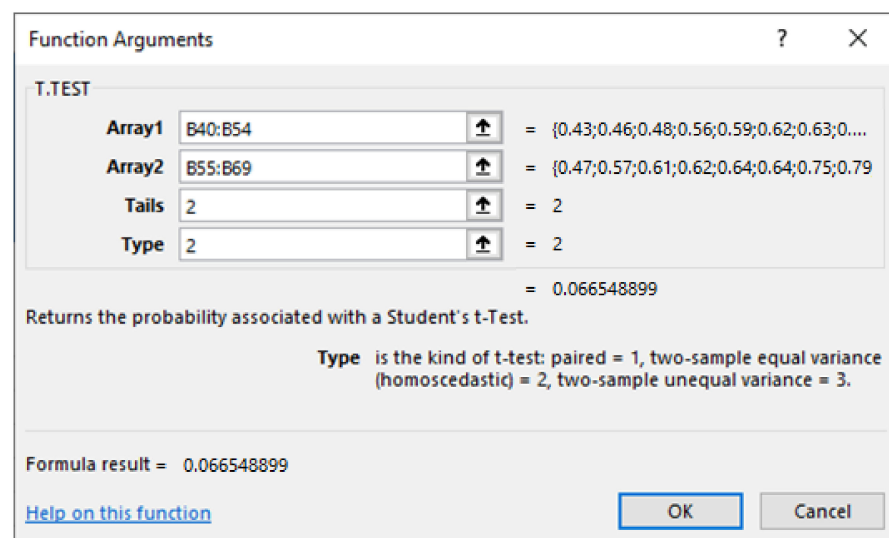 Function Arguments ? ×
T.TEST
Array1 B40:B54 = {0.43;0.46;0.48;0.56;0.59;0.62;0.63;0....
Array2 B55:B69 = {0.47;0.57;0.61;0.62;0.64;0.64;0.75;0.79
Tails 2 = 2
Type 2 = 2
= 0.066548899
Returns the probability associated with a Student's t-Test.
Type is the kind of t-test: paired = 1, two-sample equal variance
(homoscedastic) = 2, two-sample unequal variance = 3.
Formula result = 0.066548899
Help on this function OK Cancel